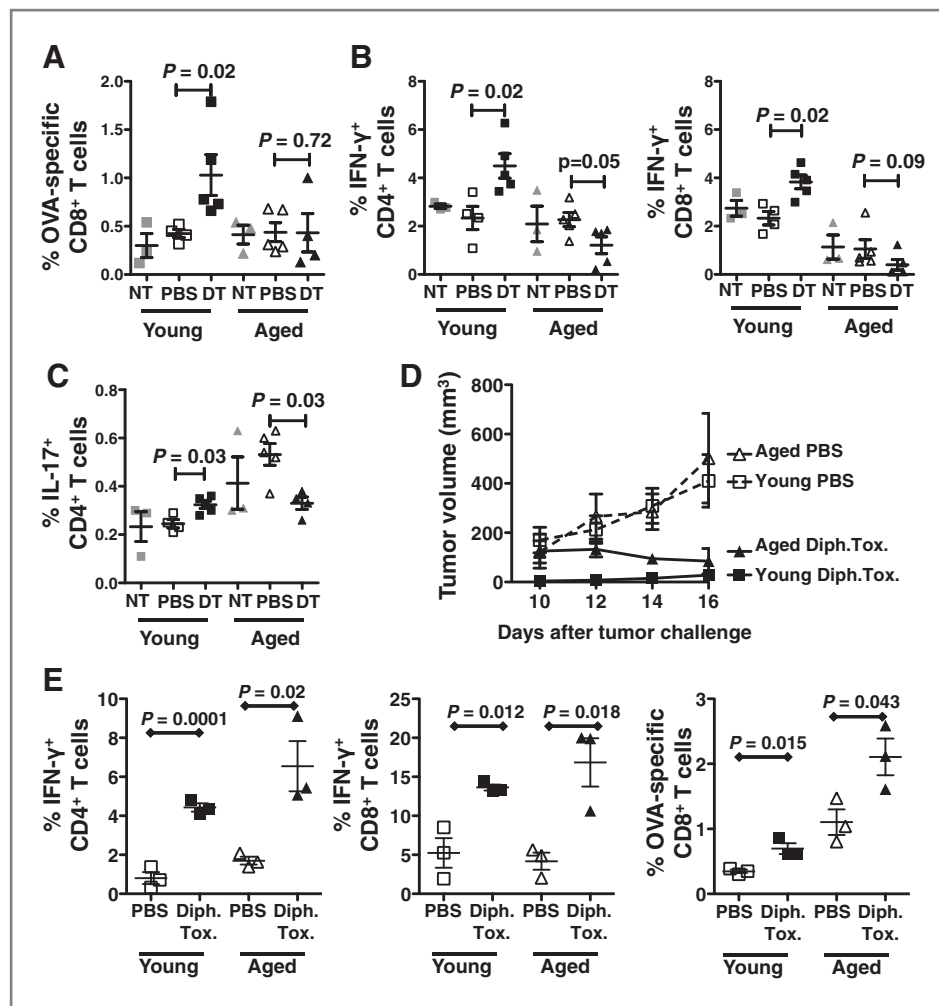 A
% OVA-specific
CD8+ T cells
2.0
1.5
1.0
0.5
0.0
P = 0.02
P = 0.72
NT PBS DT NT PBS DT
Young Aged
B
% IFN-γ+
CD4+ T cells
8
6
4
2
0
P = 0.02
p=0.05
NT PBS DT NT PBS DT
Young Aged
% IFN-γ+
CD8+ T cells
8
6
4
2
0
P = 0.02
P = 0.09
NT PBS DT NT PBS DT
Young Aged
C
% IL-17+
CD4+ T cells
0.8
0.6
0.4
0.2
0.0
P = 0.03
P = 0.03
NT PBS DT NT PBS DT
Young Aged
D
Tumor volume (mm3)
800
600
400
200
0
10 12 14 16
Days after tumor challenge
Aged PBS
Young PBS
Aged Diph.Tox.
Young Diph.Tox.
E
% IFN-γ+
CD4+ T cells
10
8
6
4
2
0
P = 0.0001
P = 0.02
PBS Diph. PBS Diph.
Tox. Tox.
Young Aged
% IFN-γ+
CD8+ T cells
25
20
15
10
5
0
P = 0.012
P = 0.018
PBS Diph. PBS Diph.
Tox. Tox.
Young Aged
% OVA-specific
CD8+ T cells
3
2
1
0
P = 0.015
P = 0.043
PBS Diph. PBS Diph.
Tox. Tox.
Young Aged